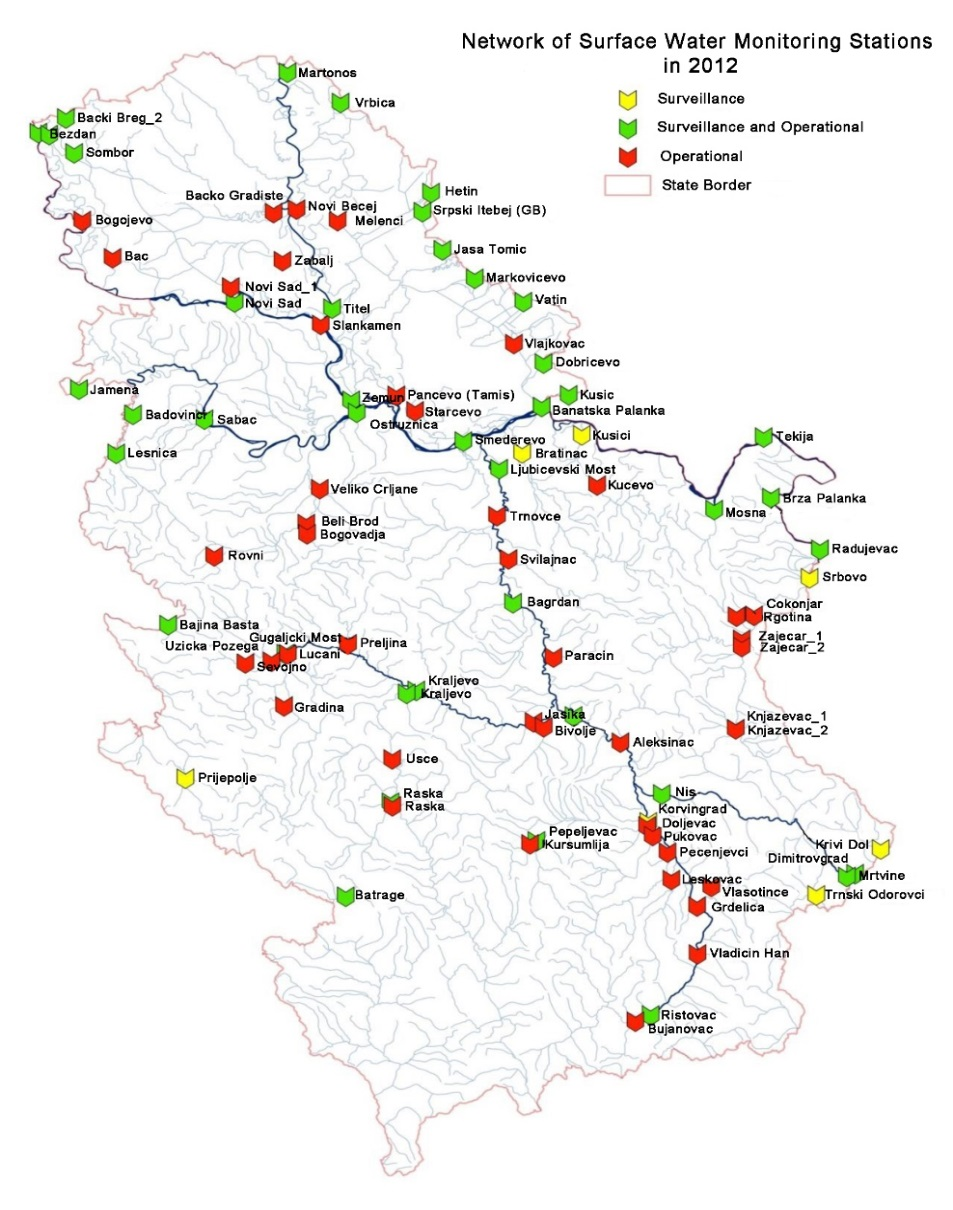 Network of Surface Water Monitoring Stations
in 2012
Surveillance
Surveillance and Operational
Operational
State Border
Martonos
Vrbica
Backi Breg_2
Bezdan
Sombor
Hetin
Backo Gradiste
Novi Becej
Srpski Itebej (GB)
Bogojevo
Melenci
Jasa Tomic
Bac
Zabalj
Markovicevo
Novi Sad_1
Novi Sad
Vatin
Titel
Slankamen
Vlajkovac
Dobricevo
Jamena
Zemun
Pancevo (Tamis)
Kusic
Badovinci
Starcevo
Banatska Palanka
Sabac
Ostruznica
Smederevo
Kusici
Tekija
Lesnica
Bratinac
Ljubicevski Most
Veliko Crljane
Kucevo
Brza Palanka
Mosna
Trnovce
Beli Brod
Bogovadja
Radujevac
Rovni
Svilajnac
Srbovo
Bagrdan
Cokonjar
Rgotina
Bajina Basta
Gugaljcki Most
Zajecar_1
Uzicka Pozega
Preljina
Zajecar_2
Lucani
Paracin
Sevojno
Kraljevo
Kraljevo
Gradina
Jasika
Knjazevac_1
Bivolje
Knjazevac_2
Aleksinac
Usce
Prijepolje
Raska
Raska
Nis
Korvingrad
Doljevac
Pepeljevac
Pukovac
Kursumlija
Krivi Dol
Pecenjevci
Dimitrovgrad
Mrtvine
Leskovac
Vlasotince
Trnski Odorovci
Batrage
Grdelica
Vladicin Han
Ristovac
Bujanovac